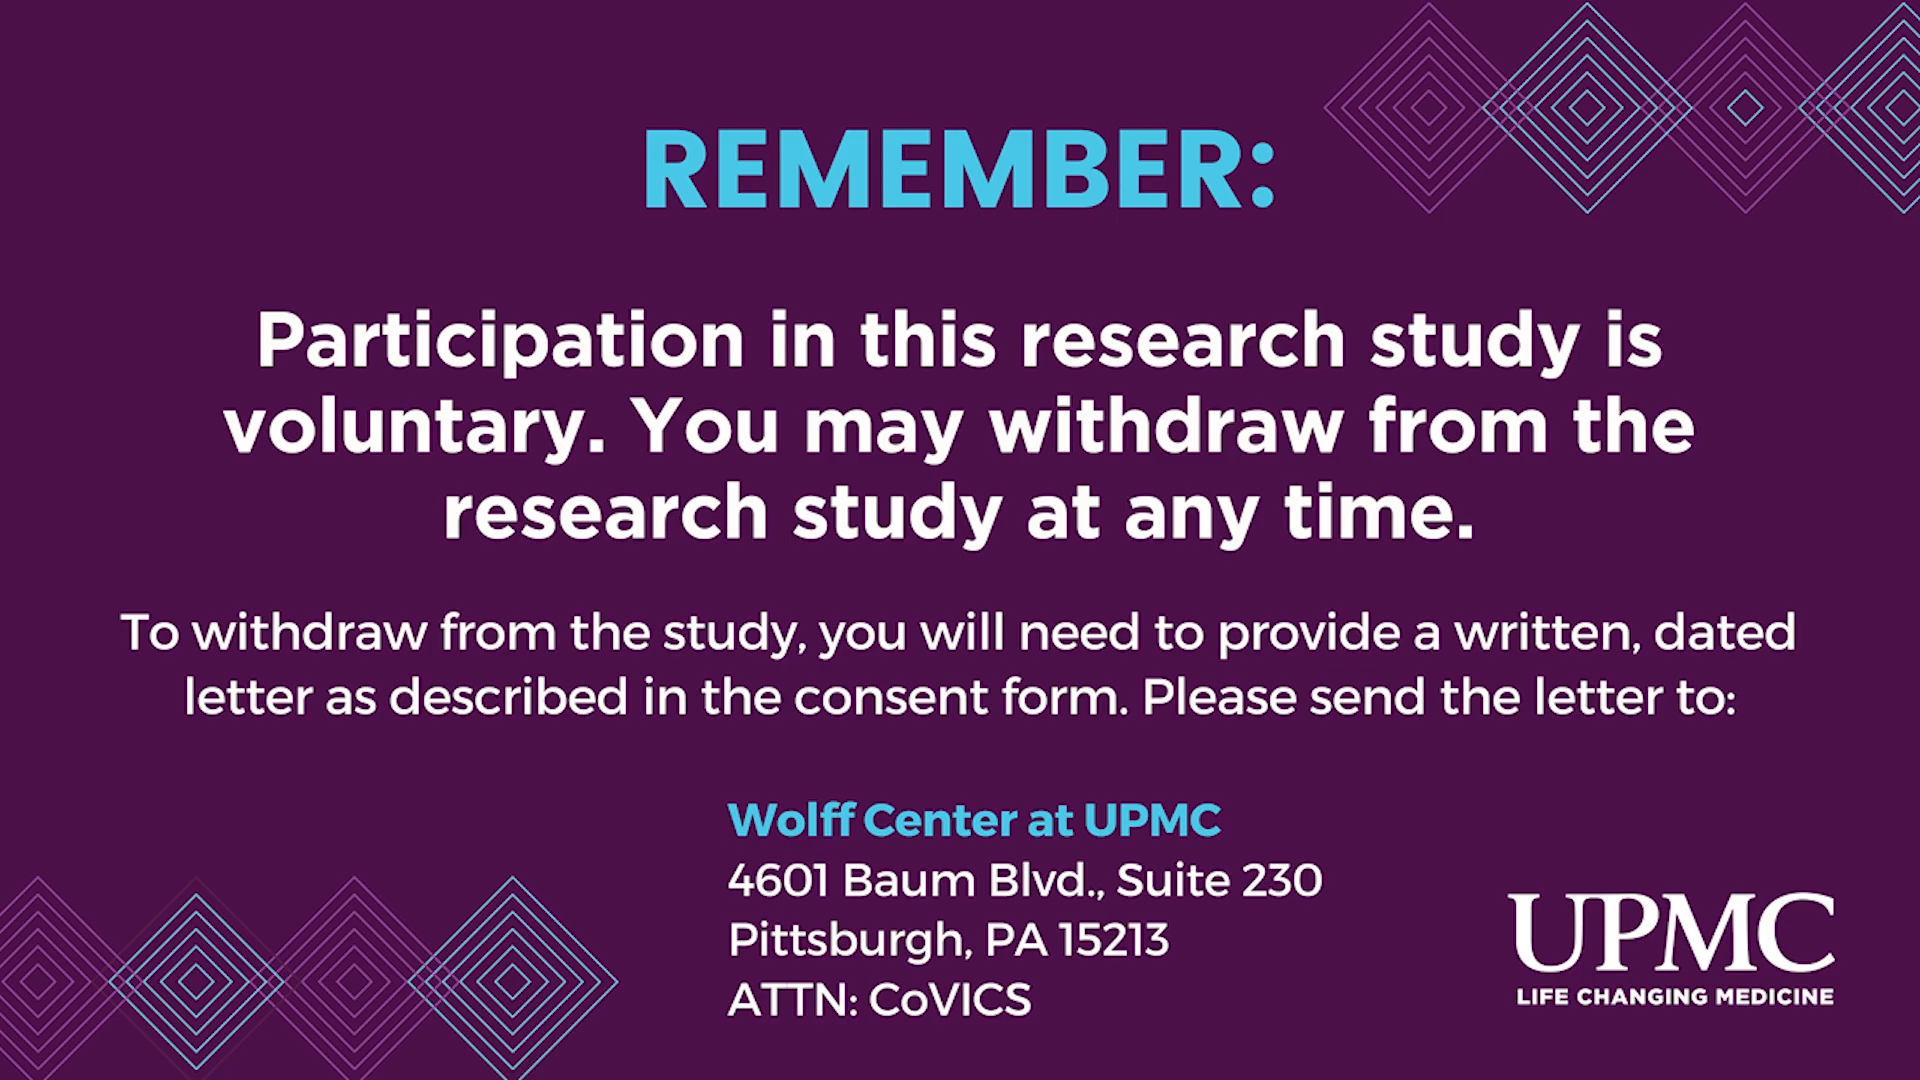 REMEMBER:
Participation in this research study is
voluntary. You may withdraw from the
research study at any time.
To withdraw from the study, you will need to provide a written, dated
letter as described in the consent form. Please send the letter to:
Wolff Center at UPMC
4601 Baum Blvd., Suite 230
Pittsburgh, PA 15213
ATTN: CoVICS
UPMC
LIFE CHANGING MEDICINE